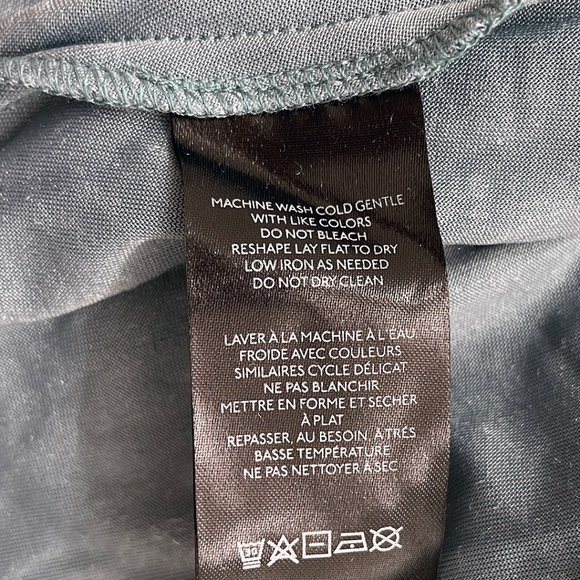 MACHINE WASH COLD GENTLE
WITH LIKE COLORS
DO NOT BLEACH
RESHAPE LAY FLAT TO DRY
LOW IRON AS NEEDED
DO NOT DRY CLEAN
LAVER À LA MACHINE À L'EAU
FROIDE AVEC COULEURS
SIMILAIRES CYCLE DÉLICAT
NE PAS BLANCHIR
METTRE EN FORME ET SECHER
À PLAT
REPASSER, AU BESOIN, À TRÉS
BASSE TEMPÉRATURE
NE PAS NETTOYER À SEC